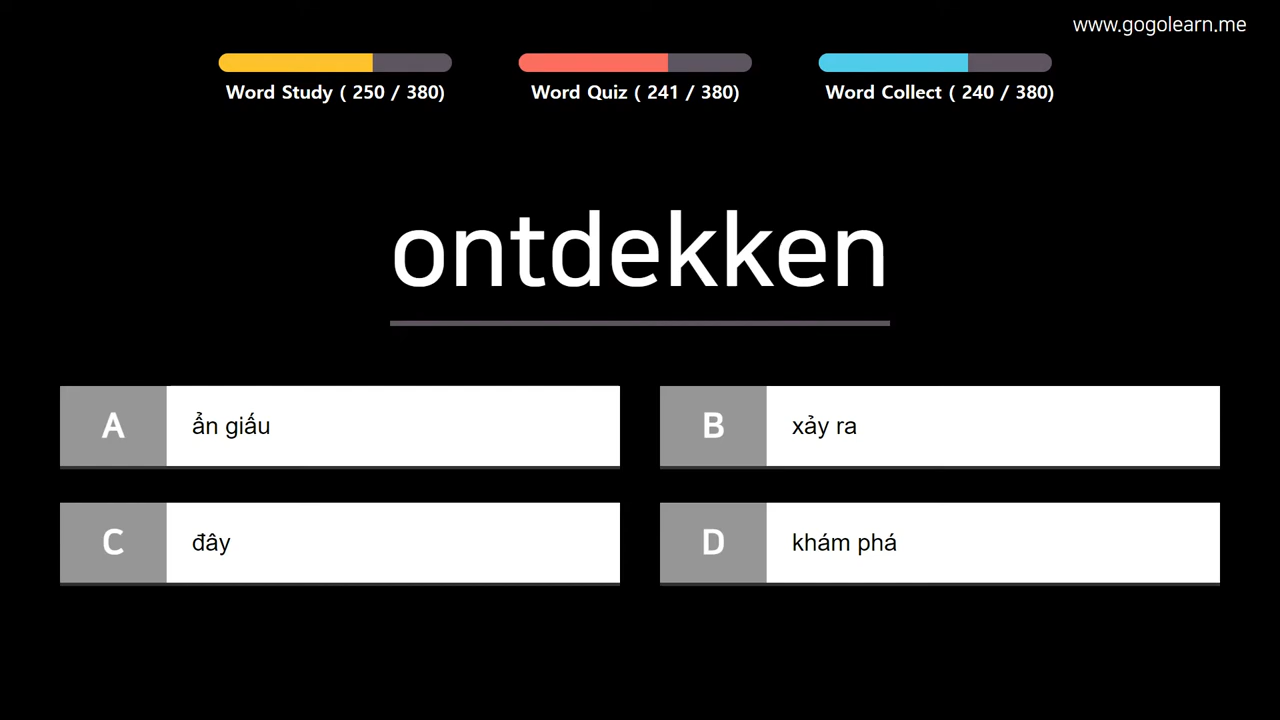 www.gogolearn.me
Word Study ( 250 / 380)
Word Quiz ( 241 / 380)
Word Collect ( 240 / 380)
ontdekken
A
ẩn giấu
B
xảy ra
C
đây
D
khám phá